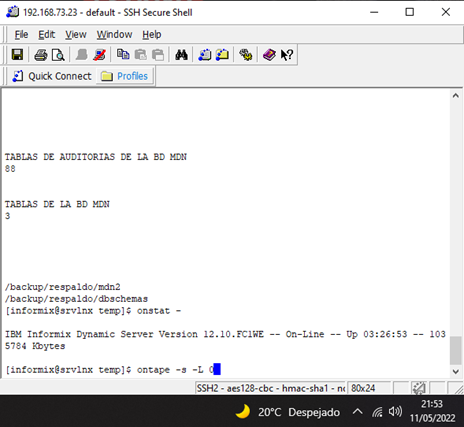 192.168.73.23 - default - SSH Secure Shell
File Edit View Window Help
Quick Connect Profiles
TABLAS DE AUDITORIAS DE LA BD MDN
88
TABLAS DE LA BD MDN
3
/backup/respaldo/mdn2
/backup/respaldo/dbschemas
[informix@srvlnx temp]$ onstat -
IBM Informix Dynamic Server Version 12.10.FC1WE -- On-Line -- Up 03:26:53 -- 103
5784 Kbytes
[informix@srvlnx temp]$ ontape -s -L 0
SSH2 - aes128-cbc - hmac-sha1 - nc 80x24
20°C Despejado 21:53
11/05/2022